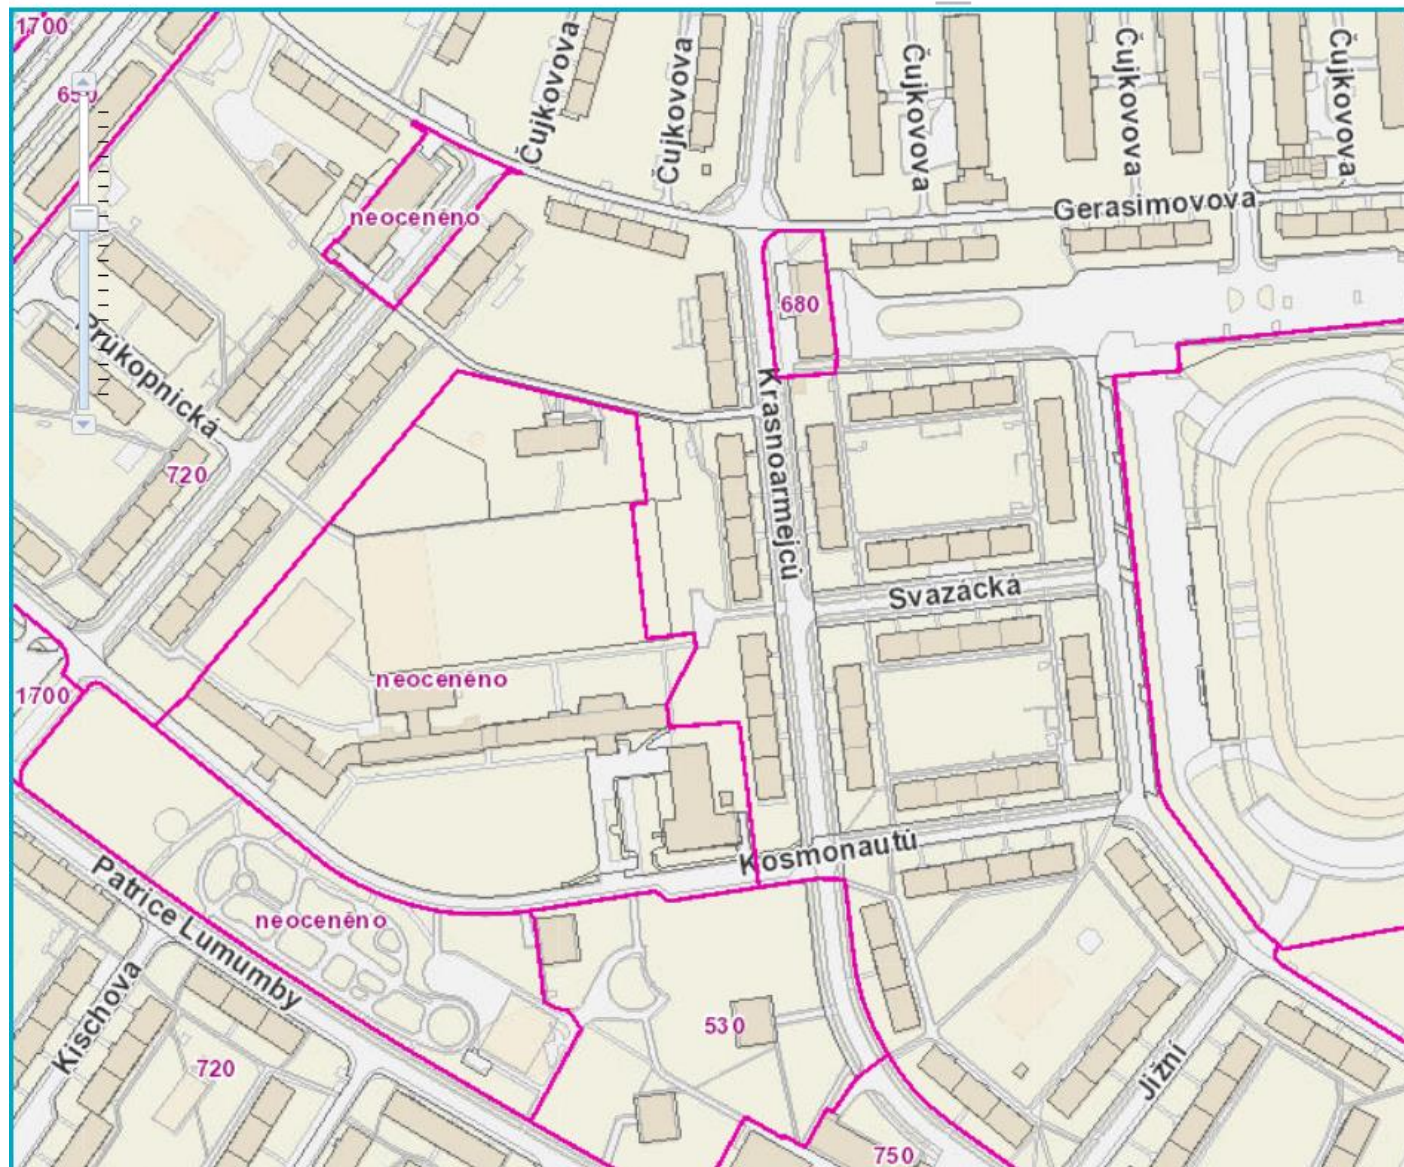 1700
Čujkovova
Čujkovova
Čujkovova
Čujkovova
Čujkovova
neoceněno
Gerasimovova
680
Průkopnická
Krasnoarmejců
720
Svazácká
neoceněno
1700
Kosmonautů
Patrice Lumumby
neoceněno
Kischova
530
720
Jižní
750